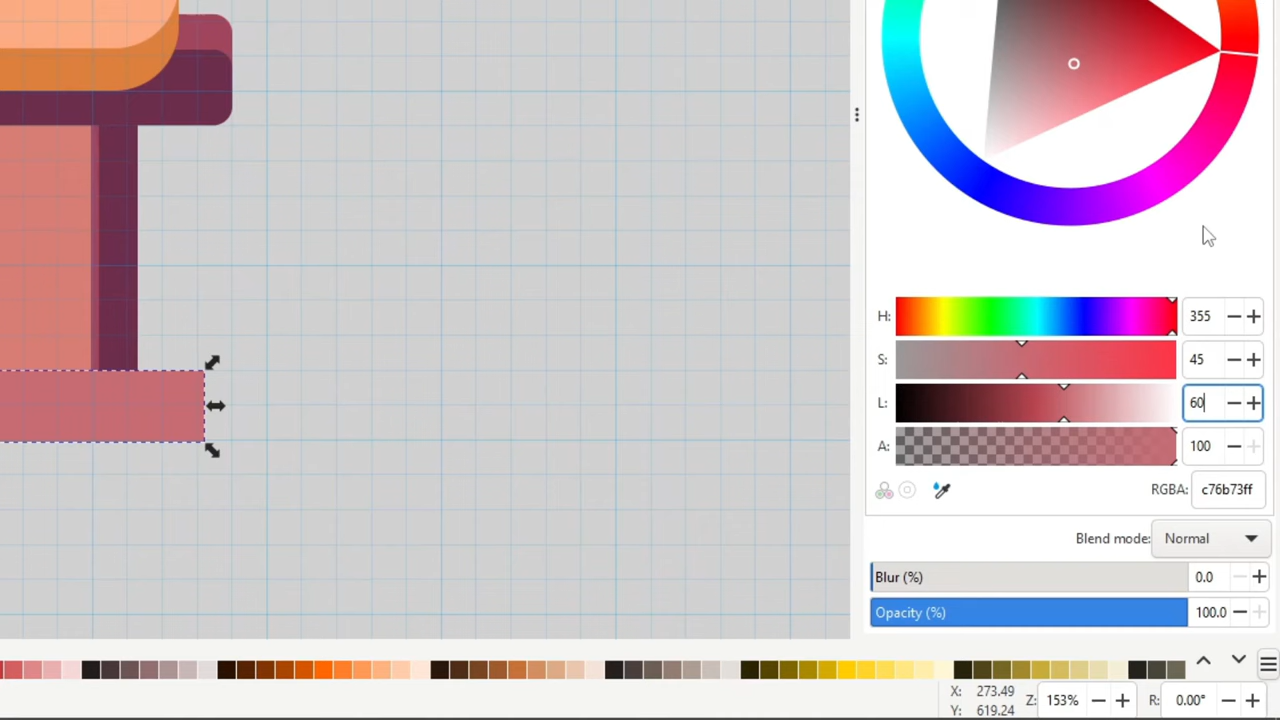 H: 355
S: 45
L: 60
A: 100
RGBA: c76b73ff
Blend mode: Normal
Blur (%) 0.0
Opacity (%) 100.0
X: 273.49
Y: 619.24
Z: 153%
R: 0.00°